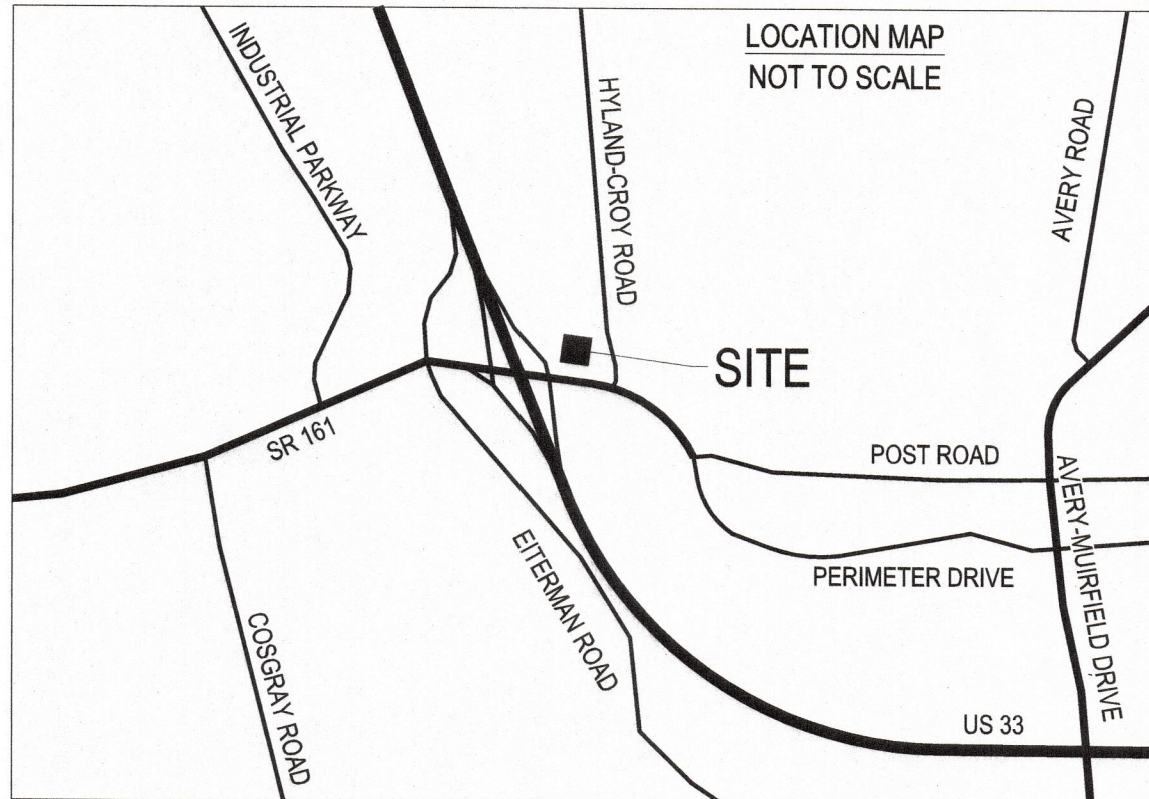 LOCATION MAP
NOT TO SCALE
INDUSTRIAL PARKWAY
HYLAND-CROY ROAD
AVERY ROAD
SITE
SR 161
POST ROAD
PERIMETER DRIVE
AVERY-MUIRFIELD DRIVE
EITERMAN ROAD
COSGRAY ROAD
US 33